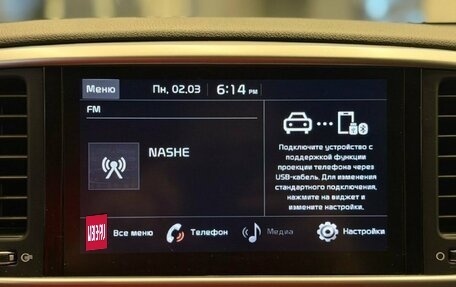 Меню
Пн, 02.03
6:14 PM
FM
NASHE
Подключите устройство с
поддержкой функции
проекции телефона через
USB-кабель. Для изменения
стандартного подключения,
нажмите на виджет и
измените настройки.
Все меню
Телефон
Медиа
Настройки